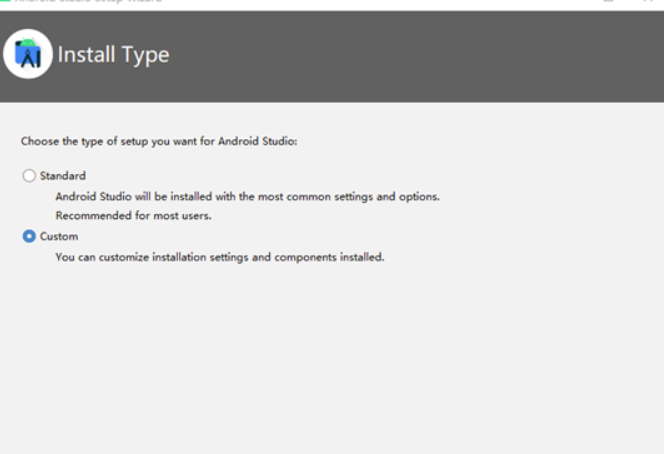 Install Type
Choose the type of setup you want for Android Studio:
Standard
Android Studio will be installed with the most common settings and options.
Recommended for most users.
Custom
You can customize installation settings and components installed.